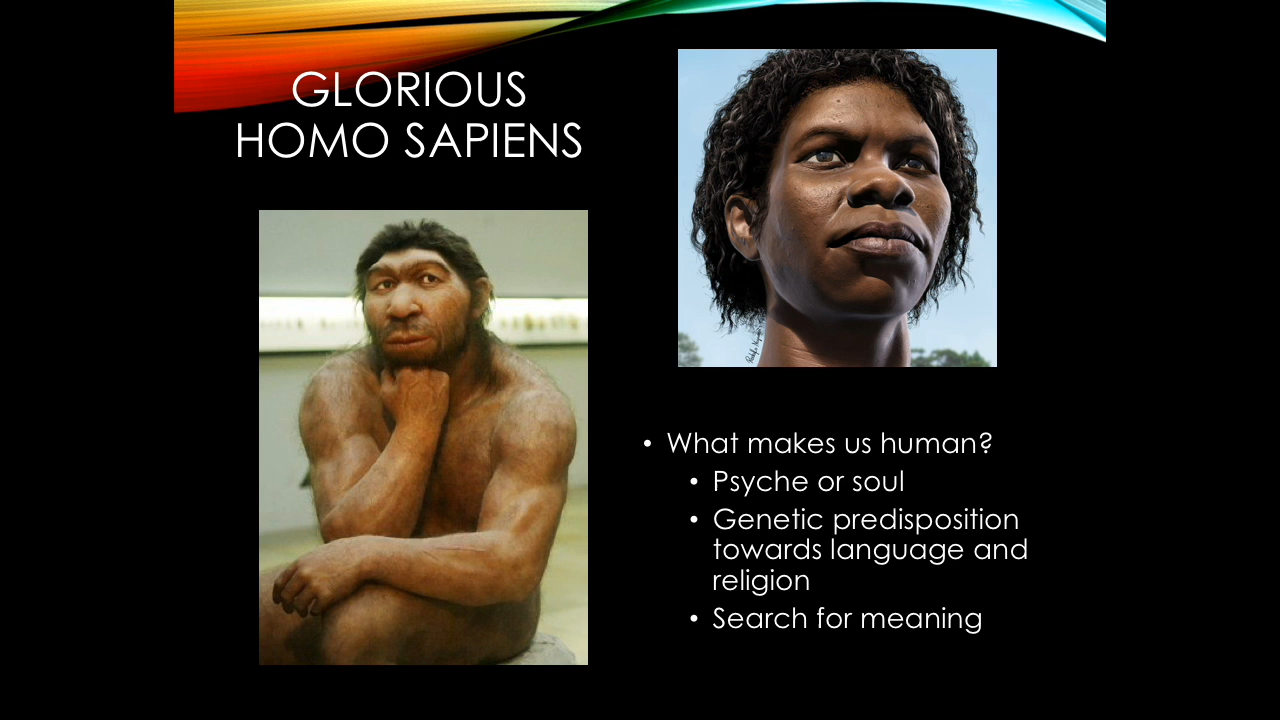 GLORIOUS
HOMO SAPIENS
• What makes us human?
• Psyche or soul
• Genetic predisposition
towards language and
religion
• Search for meaning